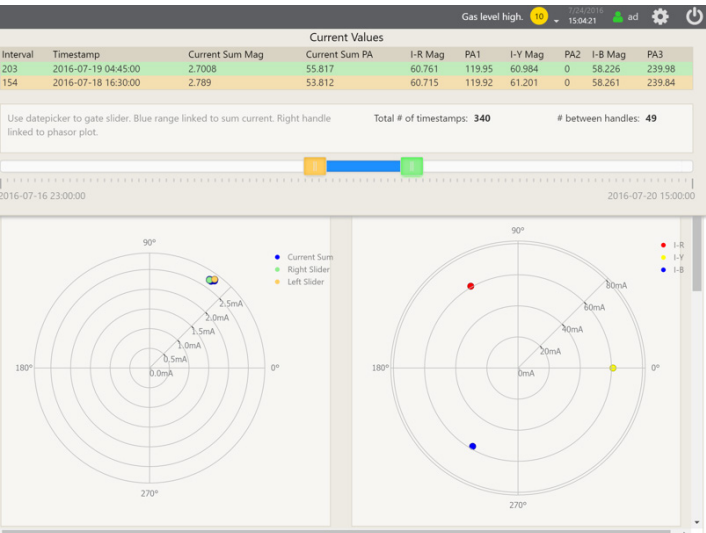 Gas level high. 10 7/24/2016 15:04:21 ad
Current Values
Interval Timestamp Current Sum Mag Current Sum PA I-R Mag PA1 I-Y Mag PA2 I-B Mag PA3
203 2016-07-19 04:45:00 2.7008 55.817 60.761 119.95 60.984 0 58.226 239.98
154 2016-07-18 16:30:00 2.789 53.812 60.715 119.92 61.201 0 58.261 239.84
Use datepicker to gate slider. Blue range linked to sum current. Right handle
linked to phasor plot.
Total # of timestamps: 340
# between handles: 49
2016-07-16 23:00:00
2016-07-20 15:00:00
90°
Current Sum
Right Slider
Left Slider
2.5mA
2.0mA
1.5mA
1.0mA
0.5mA
0.0mA
180°
0°
270°
90°
I-R
I-Y
I-B
80mA
60mA
40mA
20mA
0mA
180°
0°
270°